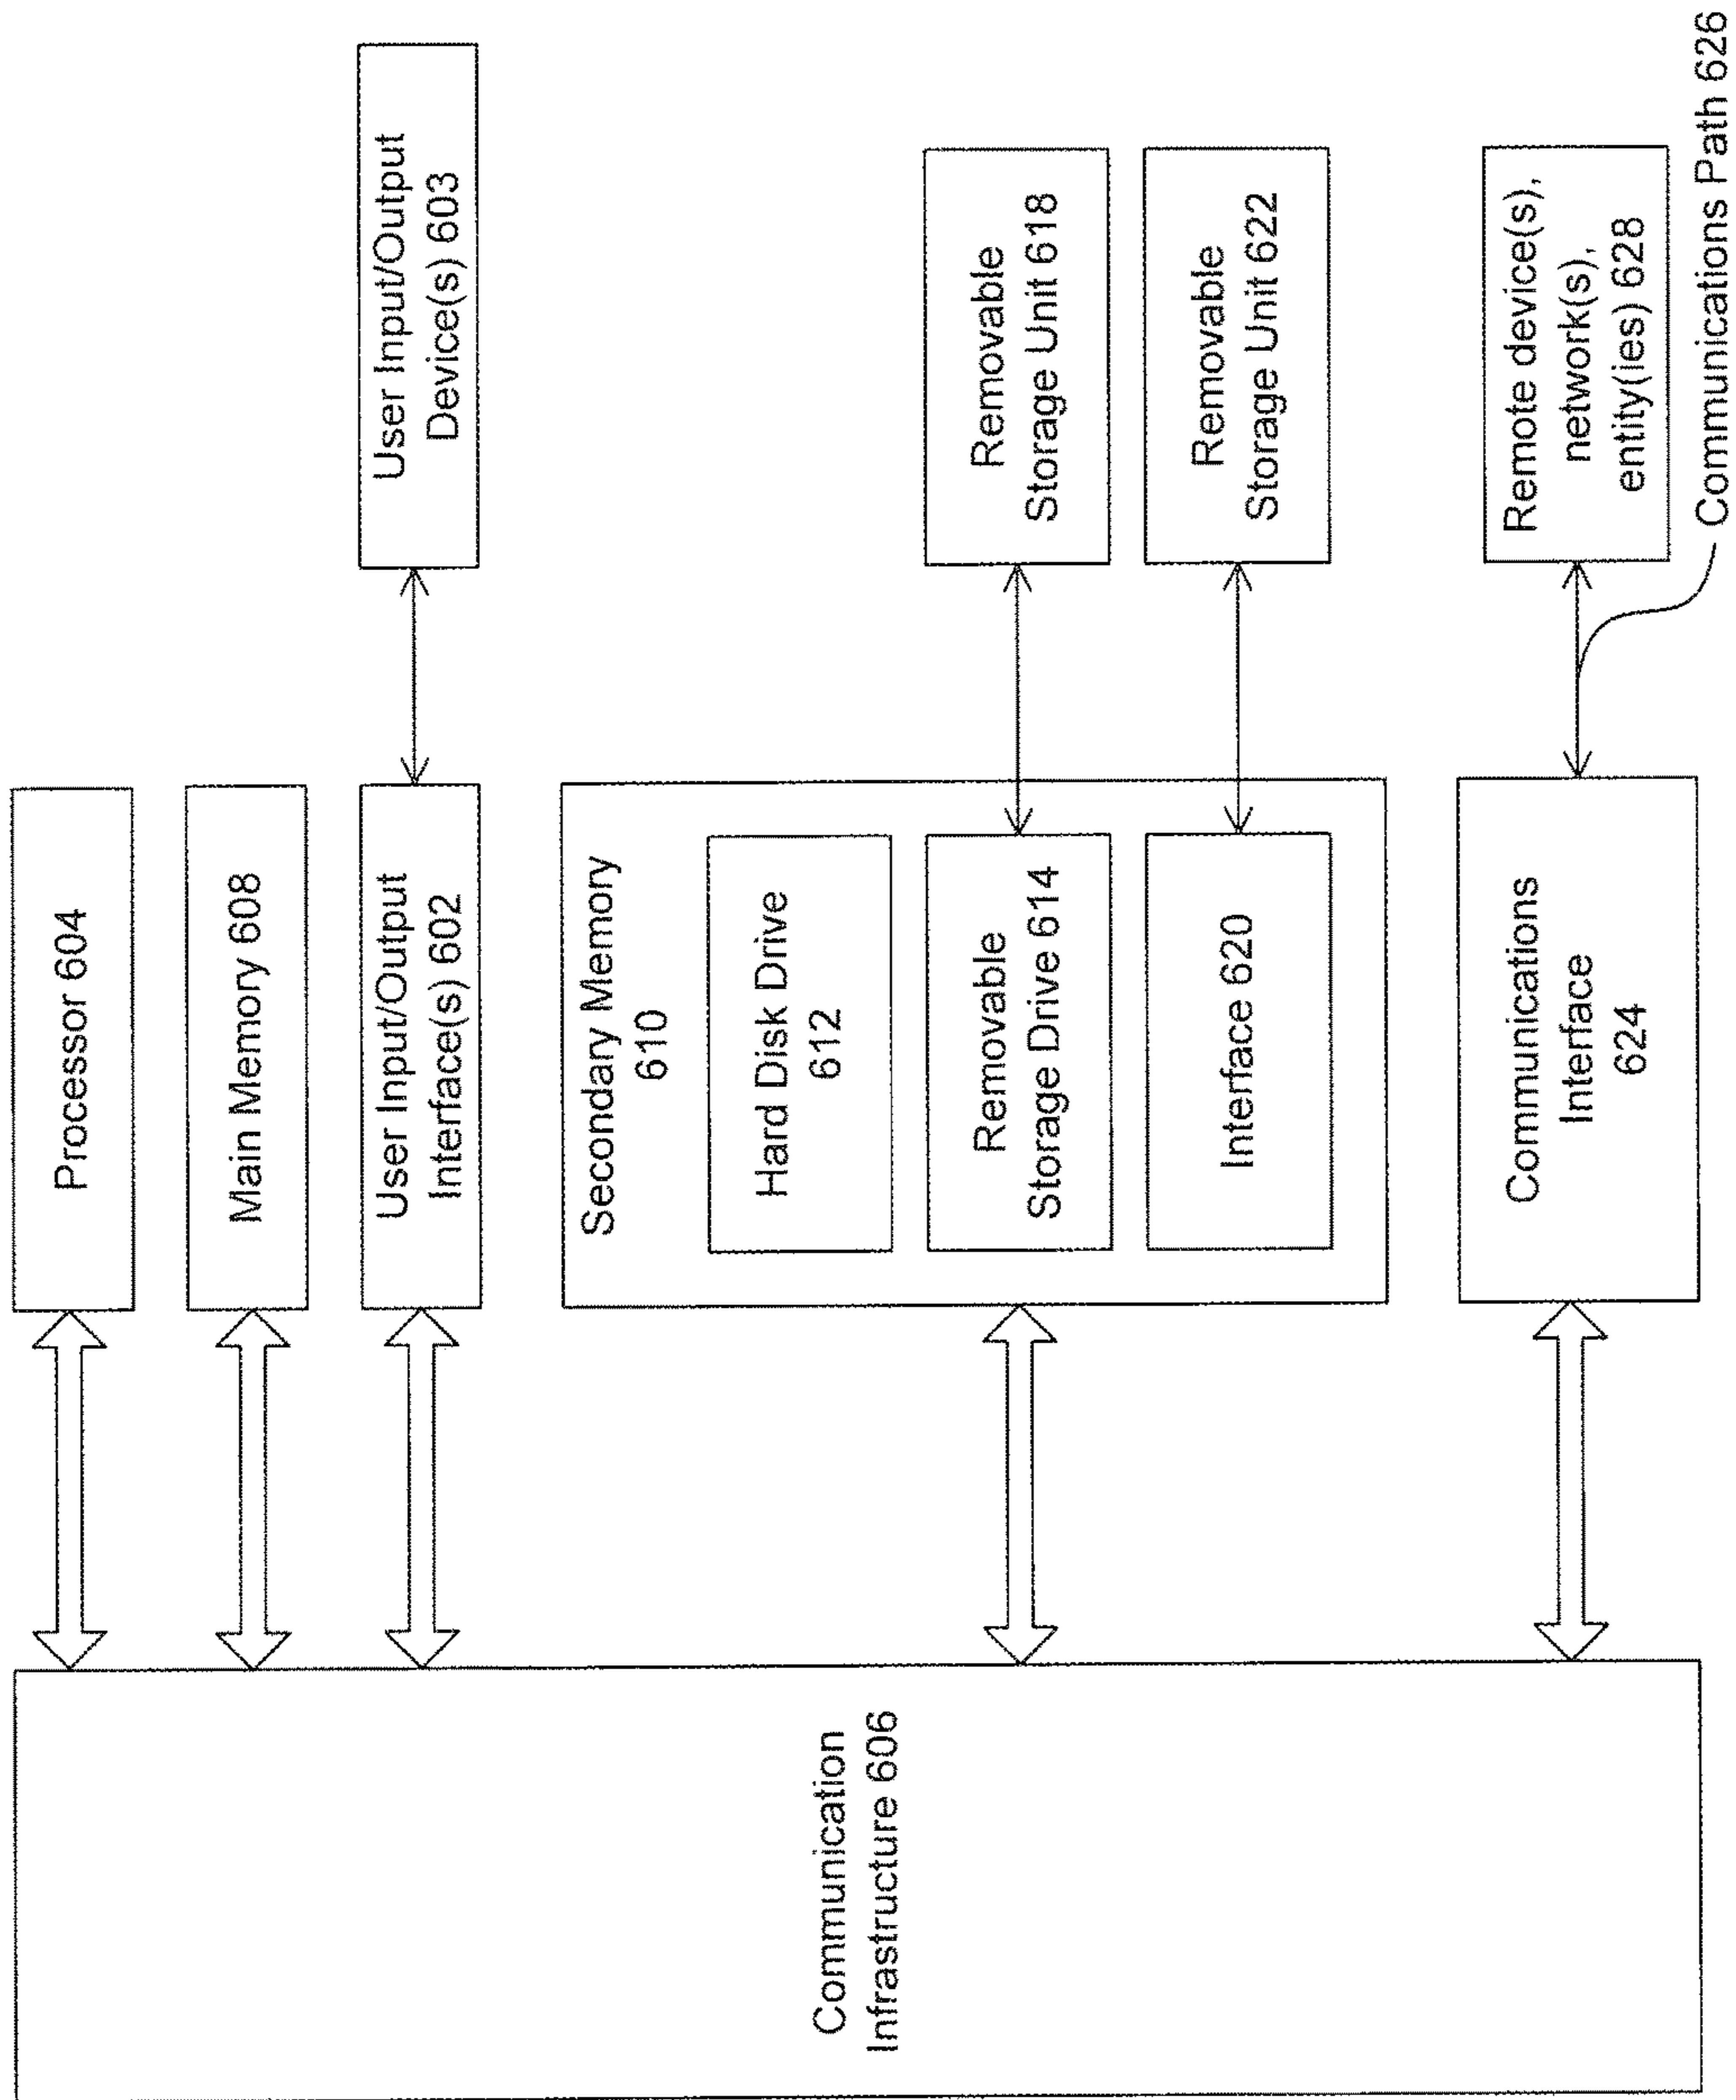 Processor 604
Main Memory 608
User Input/Output
Interface(s) 602
User Input/Output
Device(s) 603
Secondary Memory
610
Hard Disk Drive
612
Removable
Storage Drive 614
Removable
Storage Unit 618
Interface 620
Removable
Storage Unit 622
Communications
Interface
624
Remote device(s),
network(s),
entity(ies) 628
Communications Path 626
Communication
Infrastructure 606